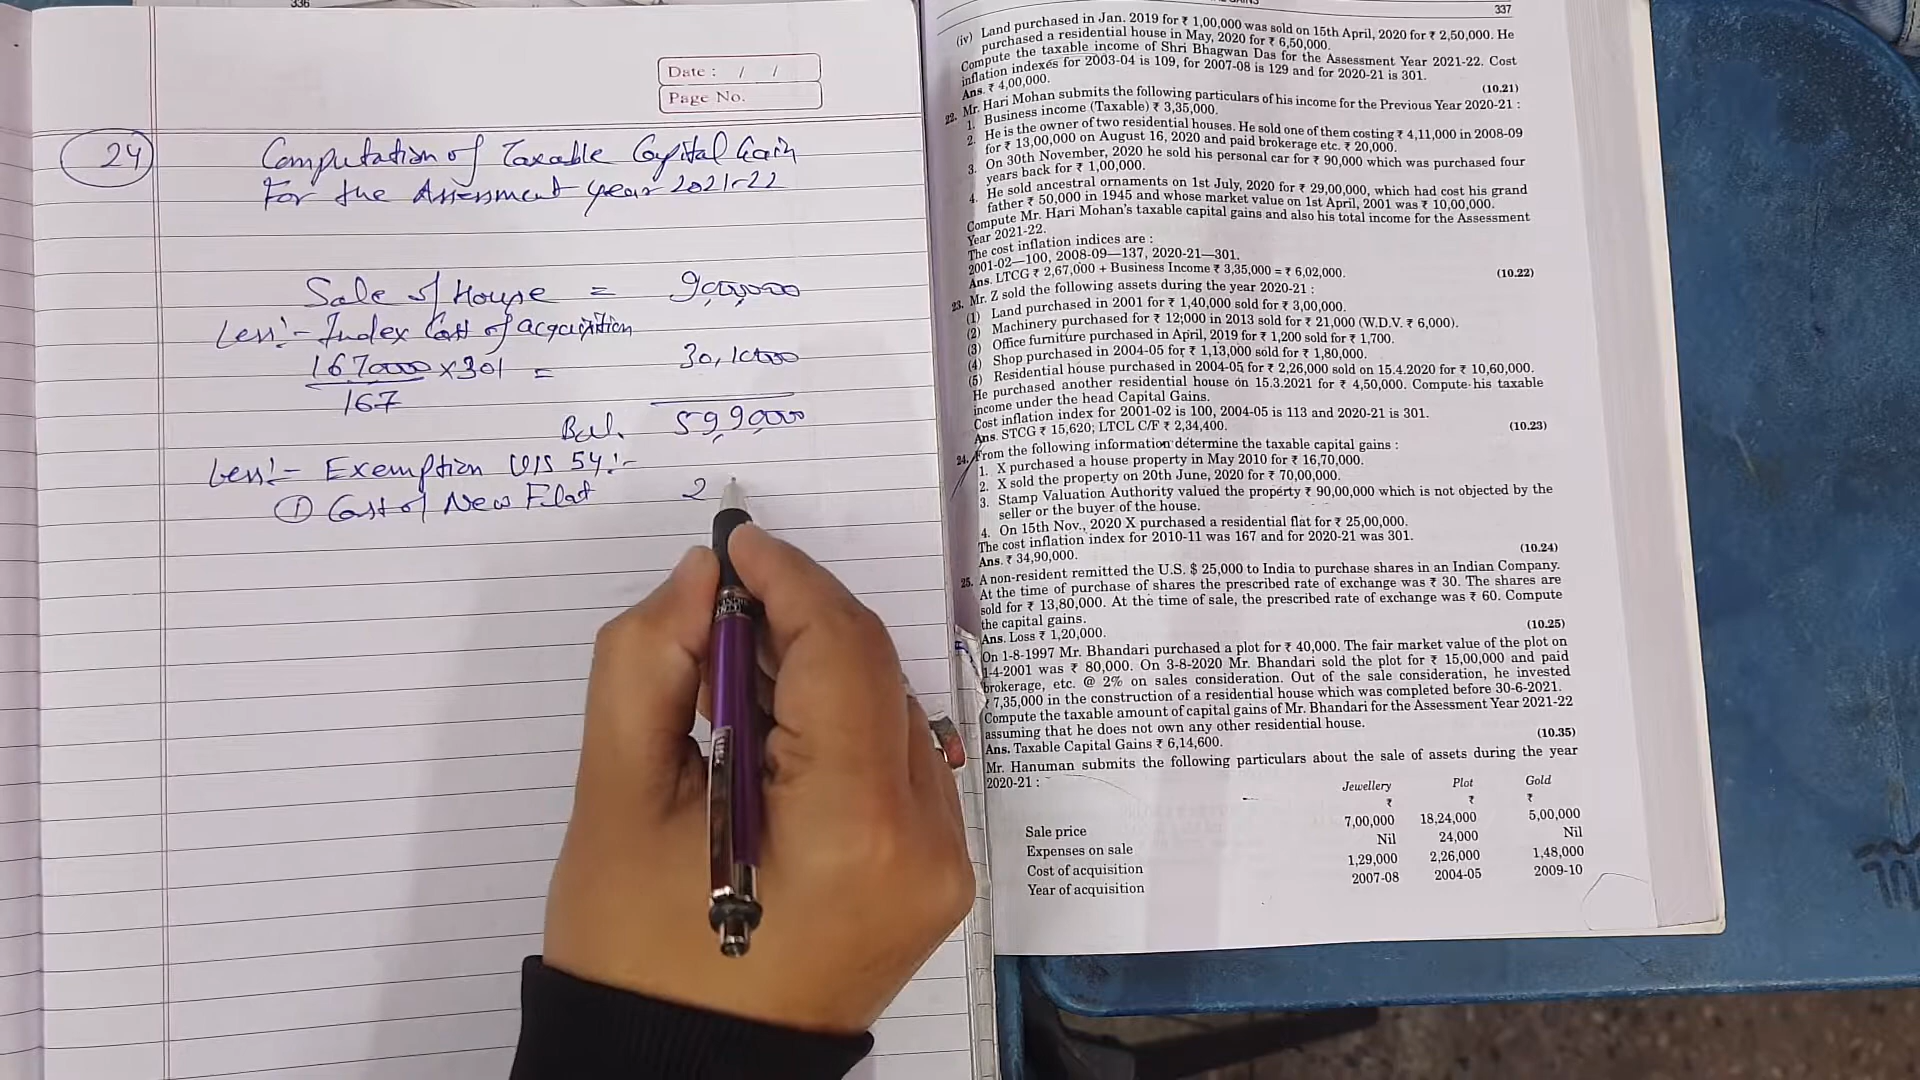 336
Date : / /
Page No.
24
Computation of Taxable Capital Gain
For the Assessment year 2021-22
Sale of House = 9000000
Less:- Index Cost of acquisition
1670000 × 301 = 30,10000
167
Bal. 59,90,000
Less:- Exemption U/S 54:-
① Cost of New Flat 2
337
(iv) Land purchased in Jan. 2019 for ₹ 1,00,000 was sold on 15th April, 2020 for ₹ 2,50,000. He
purchased a residential house in May, 2020 for ₹ 6,50,000.
Compute the taxable income of Shri Bhagwan Das for the Assessment Year 2021-22. Cost
inflation indexes for 2003-04 is 109, for 2007-08 is 129 and for 2020-21 is 301.
Ans. ₹ 4,00,000. (10.21)
22. Mr. Hari Mohan submits the following particulars of his income for the Previous Year 2020-21 :
1. Business income (Taxable) ₹ 3,35,000.
2. He is the owner of two residential houses. He sold one of them costing ₹ 4,11,000 in 2008-09
for ₹ 13,00,000 on August 16, 2020 and paid brokerage etc. ₹ 20,000.
3. On 30th November, 2020 he sold his personal car for ₹ 90,000 which was purchased four
years back for ₹ 1,00,000.
4. He sold ancestral ornaments on 1st July, 2020 for ₹ 29,00,000, which had cost his grand
father ₹ 50,000 in 1945 and whose market value on 1st April, 2001 was ₹ 10,00,000.
Compute Mr. Hari Mohan's taxable capital gains and also his total income for the Assessment
Year 2021-22.
The cost inflation indices are :
2001-02—100, 2008-09—137, 2020-21—301.
Ans. LTCG ₹ 2,67,000 + Business Income ₹ 3,35,000 = ₹ 6,02,000. (10.22)
23. Mr. Z sold the following assets during the year 2020-21 :
(1) Land purchased in 2001 for ₹ 1,40,000 sold for ₹ 3,00,000.
(2) Machinery purchased for ₹ 12,000 in 2013 sold for ₹ 21,000 (W.D.V. ₹ 6,000).
(3) Office furniture purchased in April, 2019 for ₹ 1,200 sold for ₹ 1,700.
(4) Shop purchased in 2004-05 for ₹ 1,13,000 sold for ₹ 1,80,000.
(5) Residential house purchased in 2004-05 for ₹ 2,26,000 sold on 15.4.2020 for ₹ 10,60,000.
He purchased another residential house on 15.3.2021 for ₹ 4,50,000. Compute his taxable
income under the head Capital Gains.
Cost inflation index for 2001-02 is 100, 2004-05 is 113 and 2020-21 is 301.
Ans. STCG ₹ 15,620; LTCL C/F ₹ 2,34,400. (10.23)
24. From the following information determine the taxable capital gains :
1. X purchased a house property in May 2010 for ₹ 16,70,000.
2. X sold the property on 20th June, 2020 for ₹ 70,00,000.
3. Stamp Valuation Authority valued the property ₹ 90,00,000 which is not objected by the
seller or the buyer of the house.
4. On 15th Nov., 2020 X purchased a residential flat for ₹ 25,00,000.
The cost inflation index for 2010-11 was 167 and for 2020-21 was 301.
Ans. ₹ 34,90,000. (10.24)
25. A non-resident remitted the U.S. $ 25,000 to India to purchase shares in an Indian Company.
At the time of purchase of shares the prescribed rate of exchange was ₹ 30. The shares are
sold for ₹ 13,80,000. At the time of sale, the prescribed rate of exchange was ₹ 60. Compute
the capital gains.
Ans. Loss ₹ 1,20,000. (10.25)
On 1-8-1997 Mr. Bhandari purchased a plot for ₹ 40,000. The fair market value of the plot on
1-4-2001 was ₹ 80,000. On 3-8-2020 Mr. Bhandari sold the plot for ₹ 15,00,000 and paid
brokerage, etc. @ 2% on sales consideration. Out of the sale consideration, he invested
₹ 7,35,000 in the construction of a residential house which was completed before 30-6-2021.
Compute the taxable amount of capital gains of Mr. Bhandari for the Assessment Year 2021-22
assuming that he does not own any other residential house.
Ans. Taxable Capital Gains ₹ 6,14,600. (10.35)
Mr. Hanuman submits the following particulars about the sale of assets during the year
2020-21 :
Jewellery Plot Gold
₹ ₹ ₹
Sale price 7,00,000 18,24,000 5,00,000
Expenses on sale Nil 24,000 Nil
Cost of acquisition 1,29,000 2,26,000 1,48,000
Year of acquisition 2007-08 2004-05 2009-10